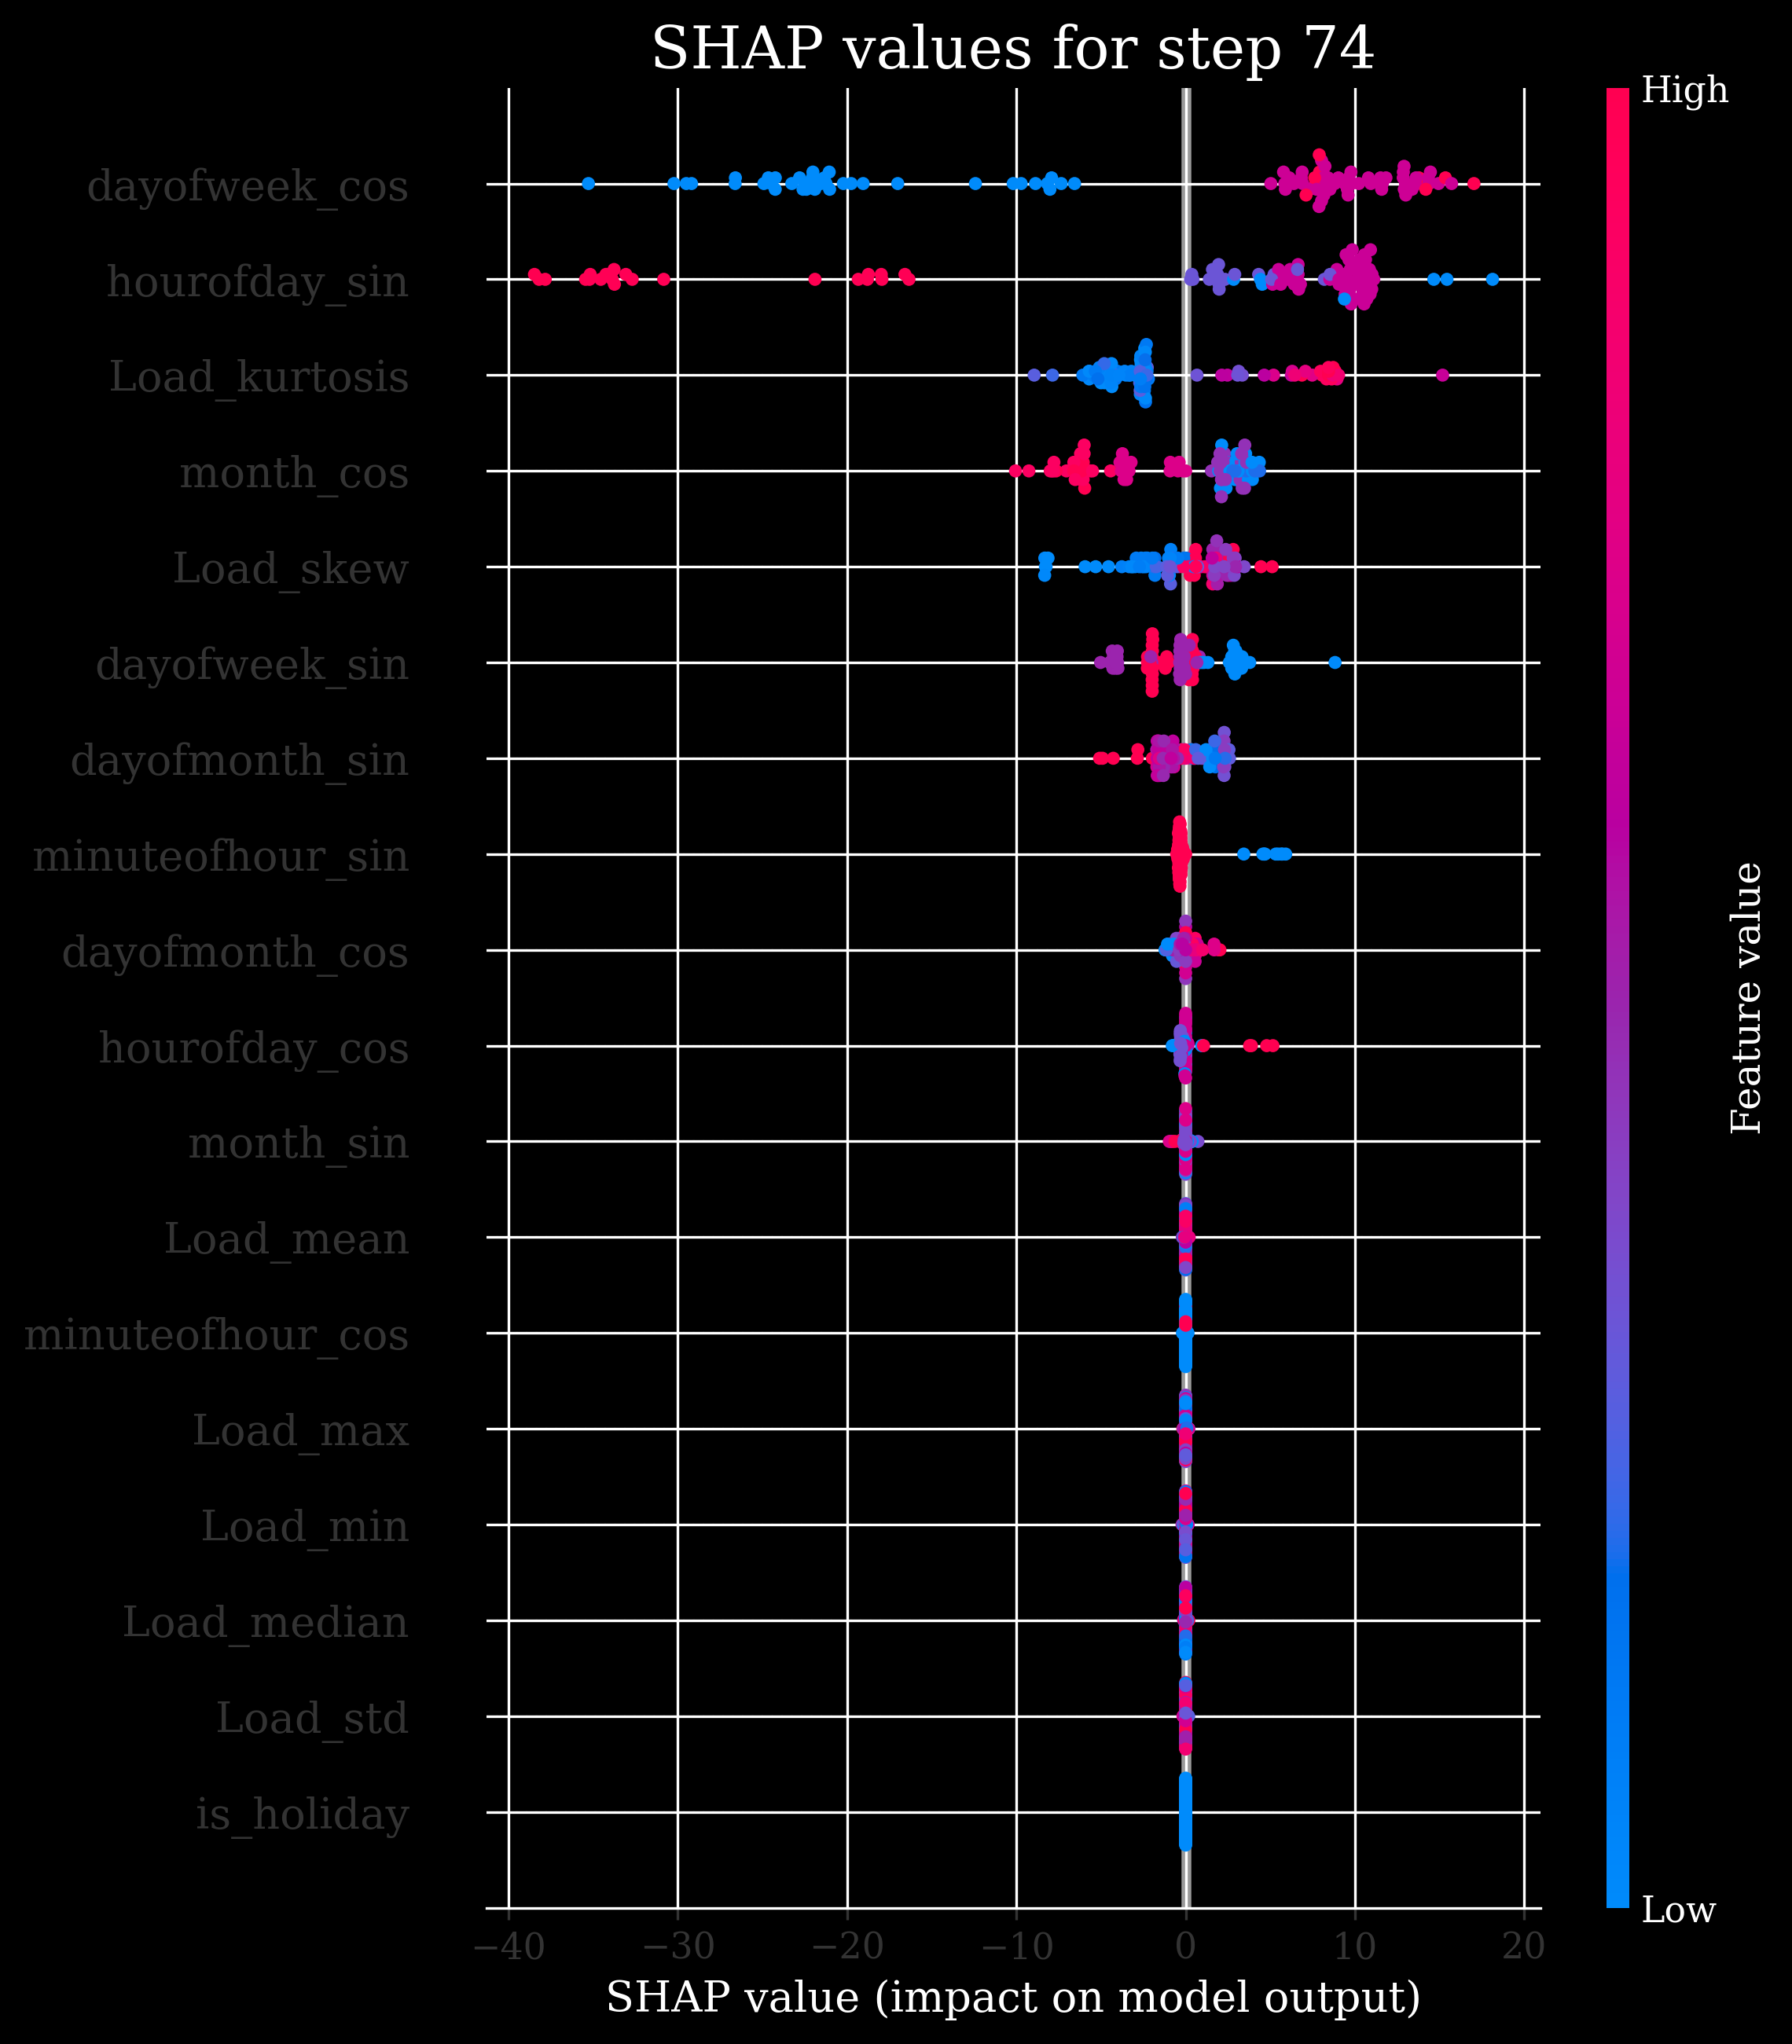 SHAP values for step 74
High
dayofweek_cos
hourofday_sin
Load_kurtosis
month_cos
Load_skew
dayofweek_sin
dayofmonth_sin
minuteofhour_sin
dayofmonth_cos
hourofday_cos
month_sin
Load_mean
minuteofhour_cos
Load_max
Load_min
Load_median
Load_std
is_holiday
Feature value
Low
−40 −30 −20 −10 0 10 20
SHAP value (impact on model output)